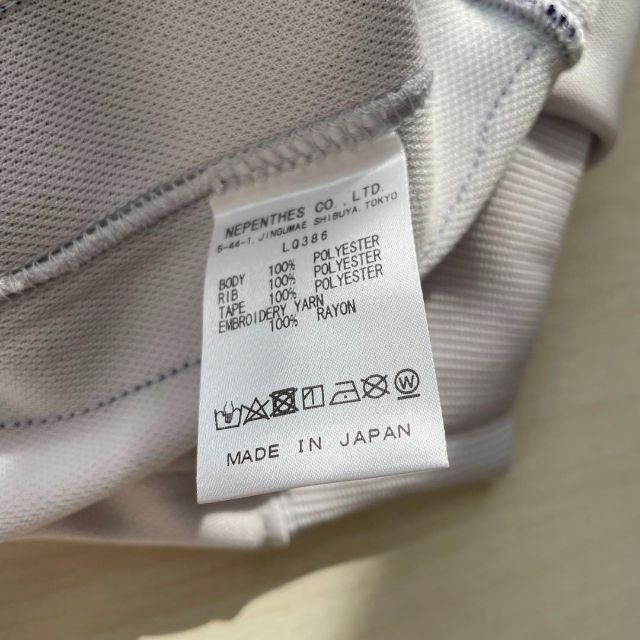 NEPENTHES CO.,LTD.
6-44-1, JINGUMAE SHIBUYA, TOKYO
LQ386
BODY 100% POLYESTER
RIB 100% POLYESTER
TAPE 100% POLYESTER
EMBROIDERY YARN
100% RAYON
W
MADE IN JAPAN